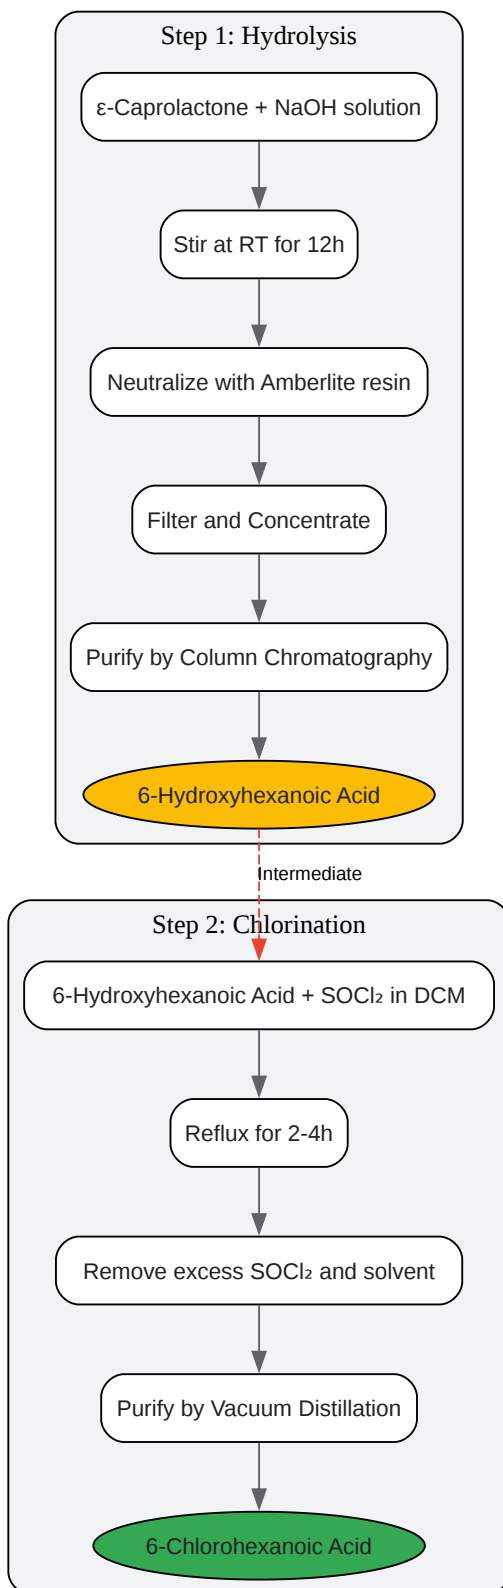 Step 1: Hydrolysis
ε-Caprolactone + NaOH solution
Stir at RT for 12h
Neutralize with Amberlite resin
Filter and Concentrate
Purify by Column Chromatography
6-Hydroxyhexanoic Acid
Intermediate
Step 2: Chlorination
6-Hydroxyhexanoic Acid + SOCl₂ in DCM
Reflux for 2-4h
Remove excess SOCl₂ and solvent
Purify by Vacuum Distillation
6-Chlorohexanoic Acid